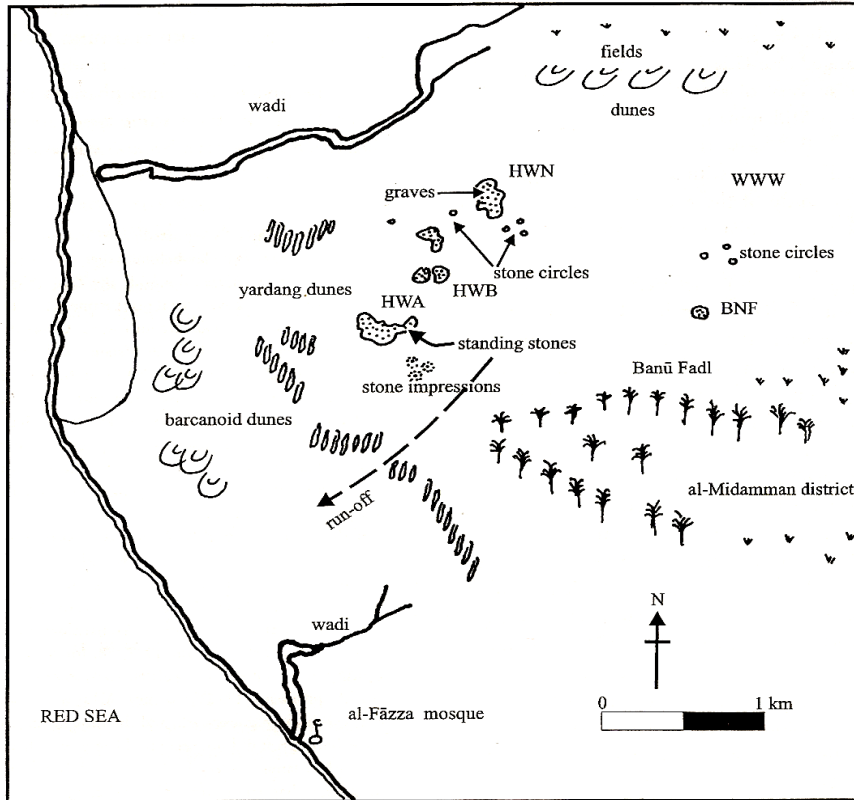 fields
wadi
dunes
HWN
graves
WWW
stone circles
stone circles
yardang dunes
HWB
HWA
BNF
standing stones
Banū Fadl
stone impressions
barcanoid dunes
al-Midamman district
run-off
N
wadi
0
1 km
RED SEA
al-Fāzza mosque